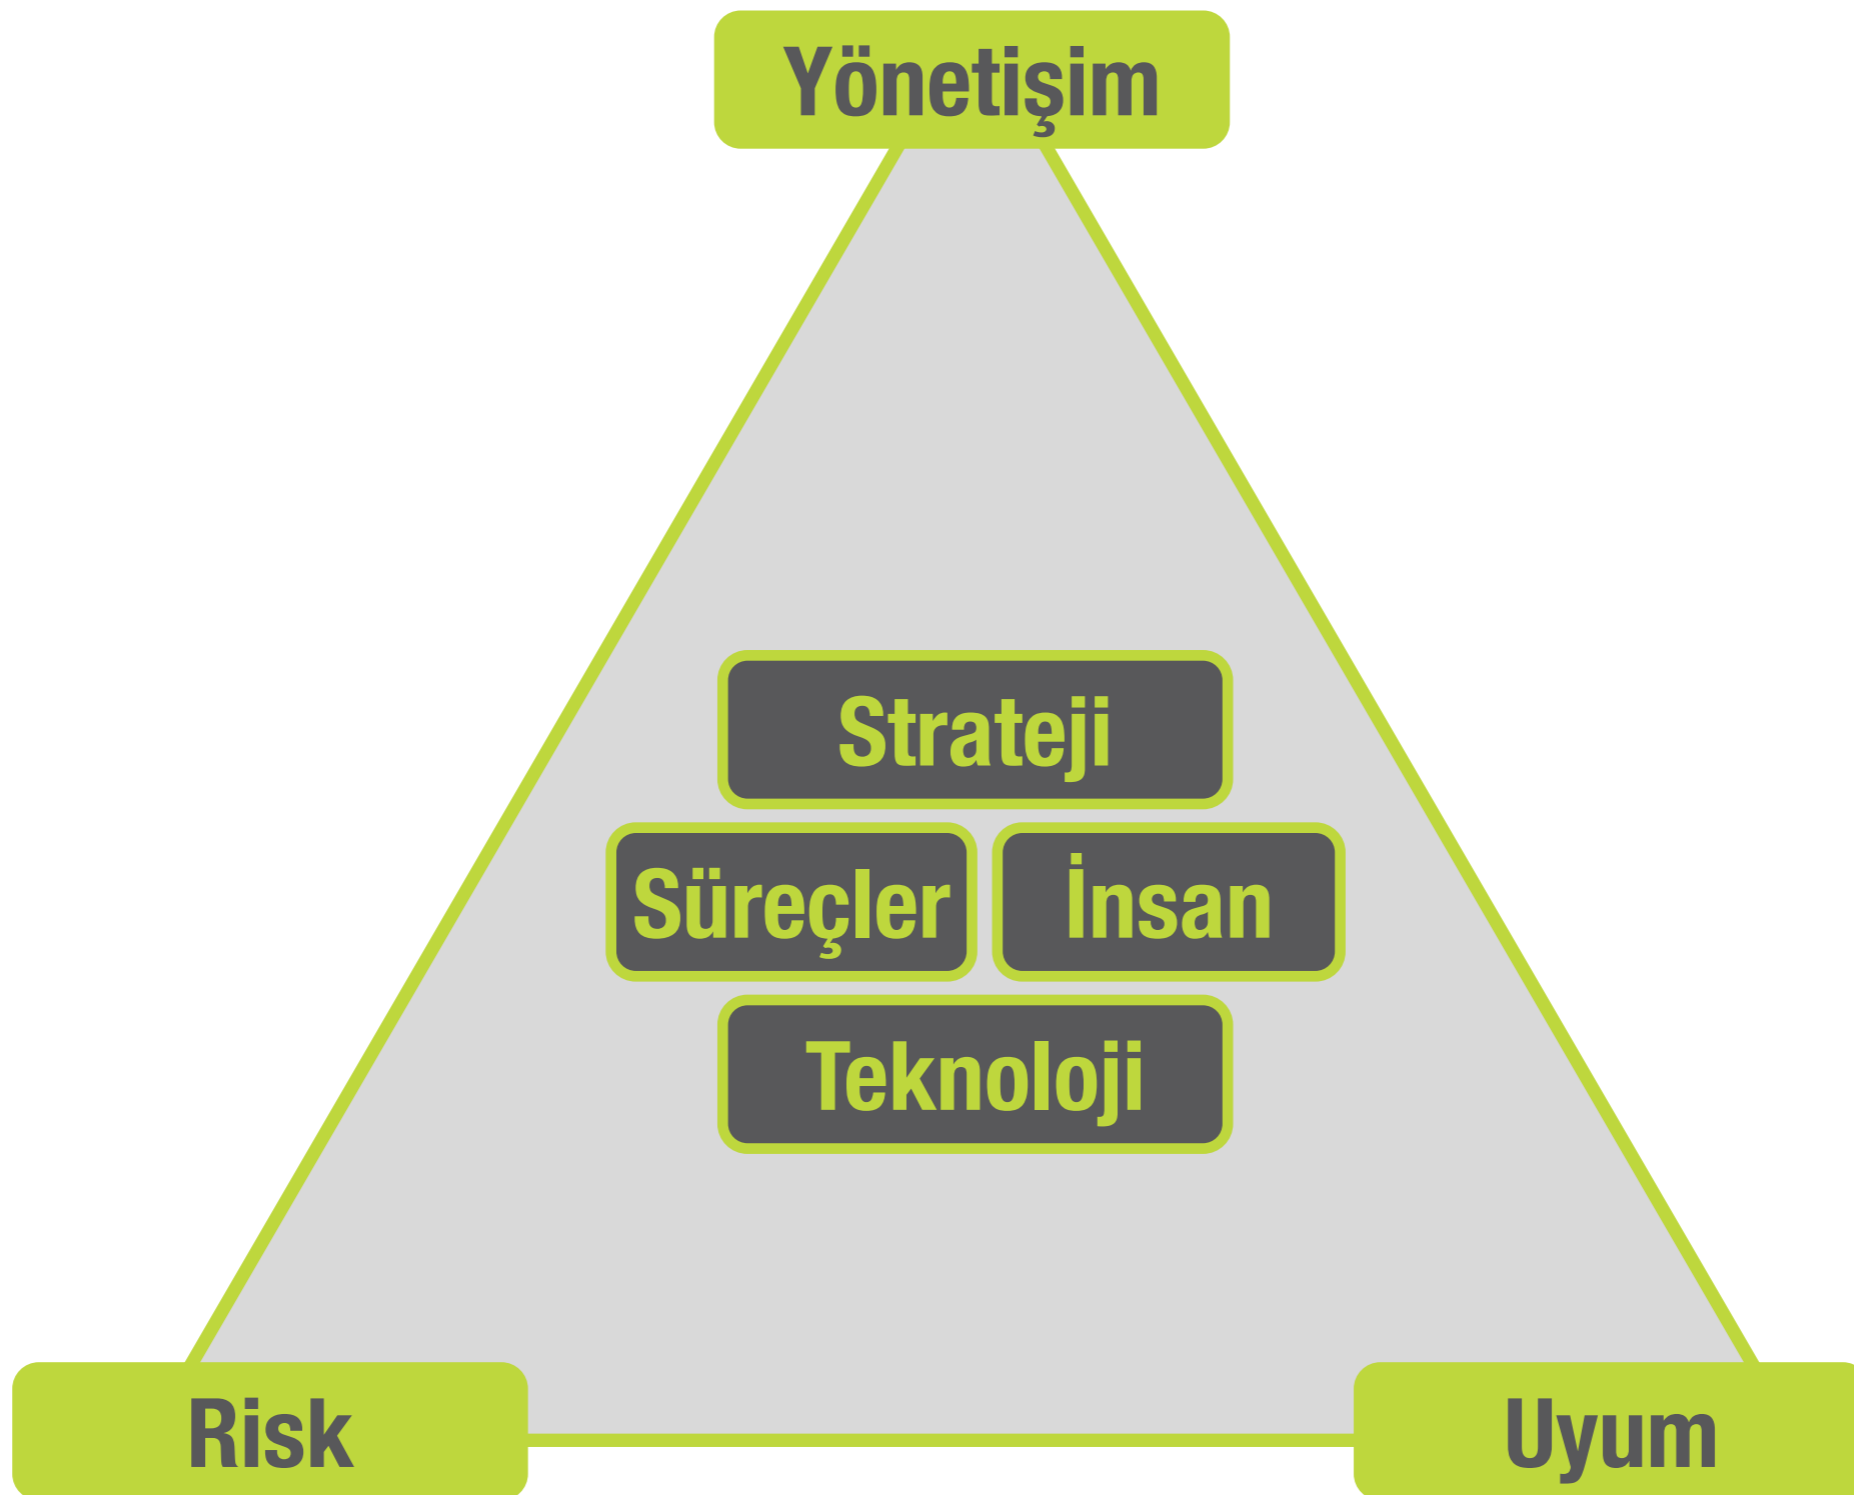 Yönetişim
Strateji
Süreçler
İnsan
Teknoloji
Risk
Uyum